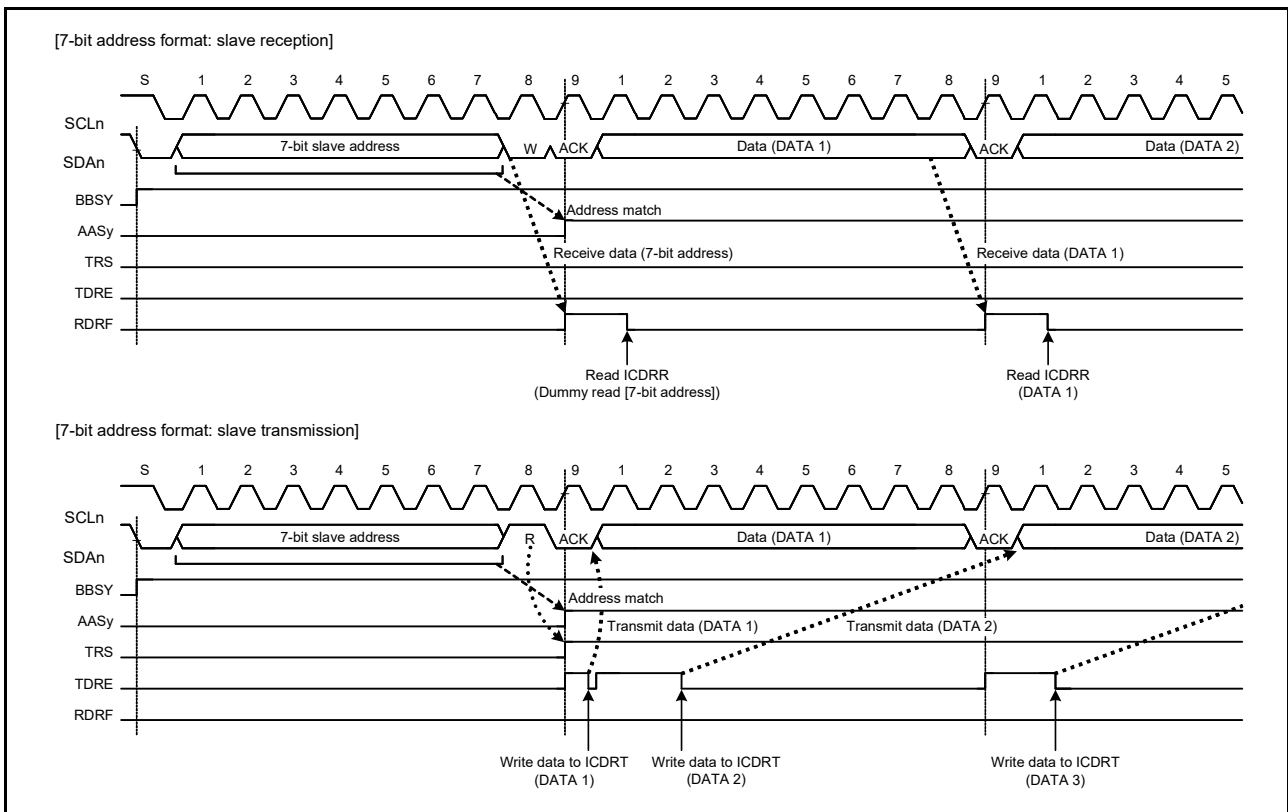 [7-bit address format: slave reception]
S 1 2 3 4 5 6 7 8 9 1 2 3 4 5 6 7 8 9 1 2 3 4 5
SCLn
7-bit slave address W ACK Data (DATA 1) ACK Data (DATA 2)
SDAn
BBSY
Address match
AASy
Receive data (7-bit address) Receive data (DATA 1)
TRS
TDRE
RDRF
Read ICDRR Read ICDRR
(Dummy read [7-bit address]) (DATA 1)
[7-bit address format: slave transmission]
S 1 2 3 4 5 6 7 8 9 1 2 3 4 5 6 7 8 9 1 2 3 4 5
SCLn
7-bit slave address R ACK Data (DATA 1) ACK Data (DATA 2)
SDAn
BBSY
Address match
AASy
Transmit data (DATA 1) Transmit data (DATA 2)
TRS
TDRE
RDRF
Write data to ICDRT Write data to ICDRT Write data to ICDRT
(DATA 1) (DATA 2) (DATA 3)